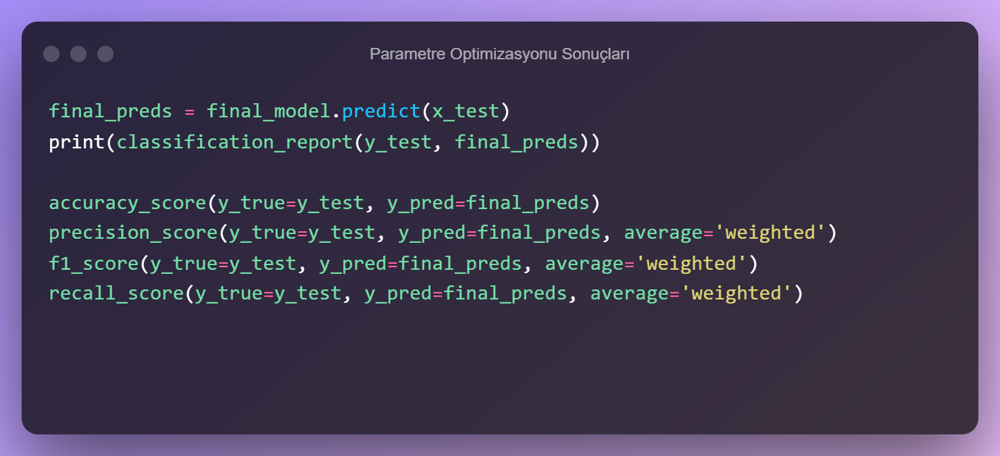 Parametre Optimizasyonu Sonuçları
final_preds = final_model.predict(x_test)
print(classification_report(y_test, final_preds))
accuracy_score(y_true=y_test, y_pred=final_preds)
precision_score(y_true=y_test, y_pred=final_preds, average='weighted')
f1_score(y_true=y_test, y_pred=final_preds, average='weighted')
recall_score(y_true=y_test, y_pred=final_preds, average='weighted')